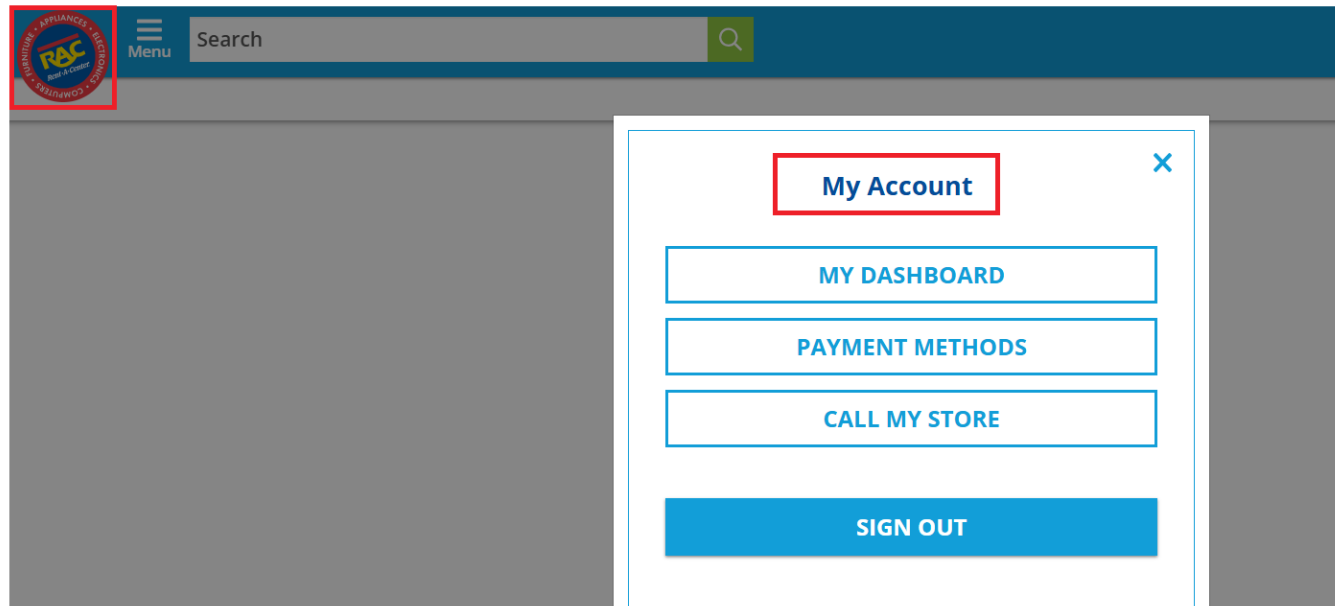 APPLIANCES • ELECTRONICS • COMPUTERS • FURNITURE •
RAC
Rent-A-Center
Menu
Search
My Account
MY DASHBOARD
PAYMENT METHODS
CALL MY STORE
SIGN OUT